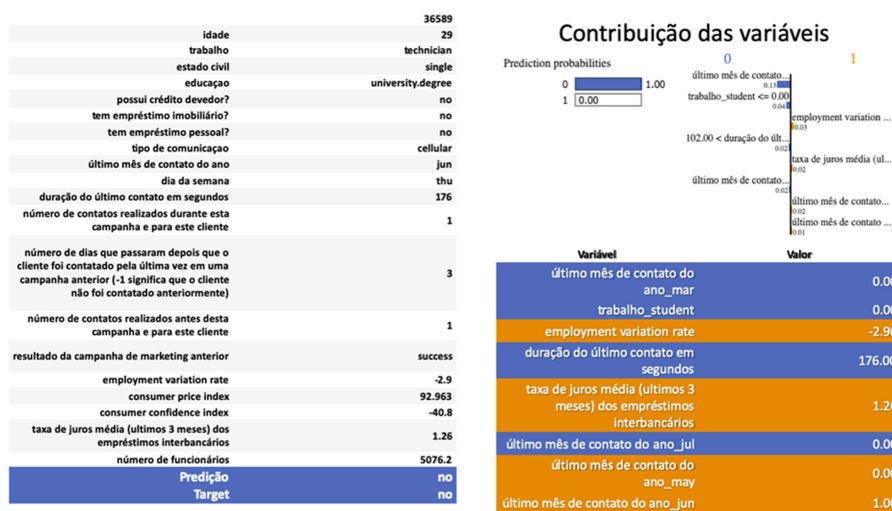 36589
idade 29
trabalho technician
estado civil single
educaçao university.degree
possui crédito devedor? no
tem empréstimo imobiliário? no
tem empréstimo pessoal? no
tipo de comunicaçao cellular
último mês de contato do ano jun
dia da semana thu
duração do último contato em segundos 176
número de contatos realizados durante esta
campanha e para este cliente 1
número de dias que passaram depois que o
cliente foi contatado pela última vez em uma
campanha anterior (-1 significa que o cliente
não foi contatado anteriormente) 3
número de contatos realizados antes desta
campanha e para este cliente 1
resultado da campanha de marketing anterior success
employment variation rate -2.9
consumer price index 92.963
consumer confidence index -40.8
taxa de juros média (ultimos 3 meses) dos
empréstimos interbancários 1.26
número de funcionários 5076.2
Predição no
Target no
Contribuição das variáveis
Prediction probabilities
0 1.00
1 0.00
0 1
último mês de contato...
0.13
trabalho_student <= 0.00
0.04
employment variation ...
0.03
102.00 < duração do últ...
0.02
taxa de juros média (ul...
0.02
último mês de contato...
0.02
último mês de contato...
0.02
último mês de contato ...
0.01
Variável Valor
último mês de contato do
ano_mar 0.00
trabalho_student 0.00
employment variation rate -2.90
duração do último contato em
segundos 176.00
taxa de juros média (ultimos 3
meses) dos empréstimos
interbancários 1.26
último mês de contato do ano_jul 0.00
último mês de contato do
ano_may 0.00
último mês de contato do ano_jun 1.00